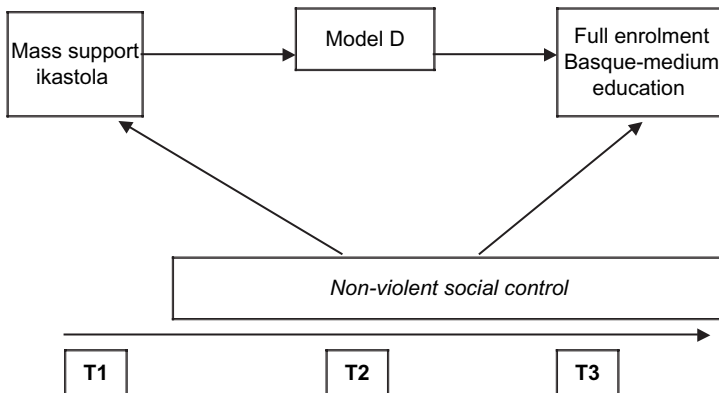 Mass support
ikastola
Model D
Full enrolment
Basque-medium
education
Non-violent social control
T1
T2
T3